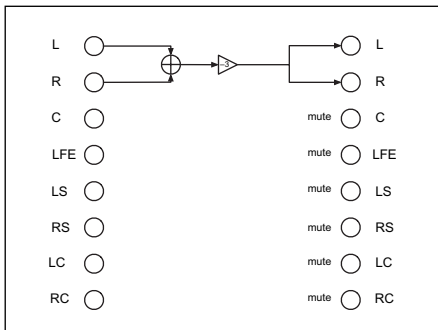 L L
R -3 R
C mute C
LFE mute LFE
LS mute LS
RS mute RS
LC mute LC
RC mute RC